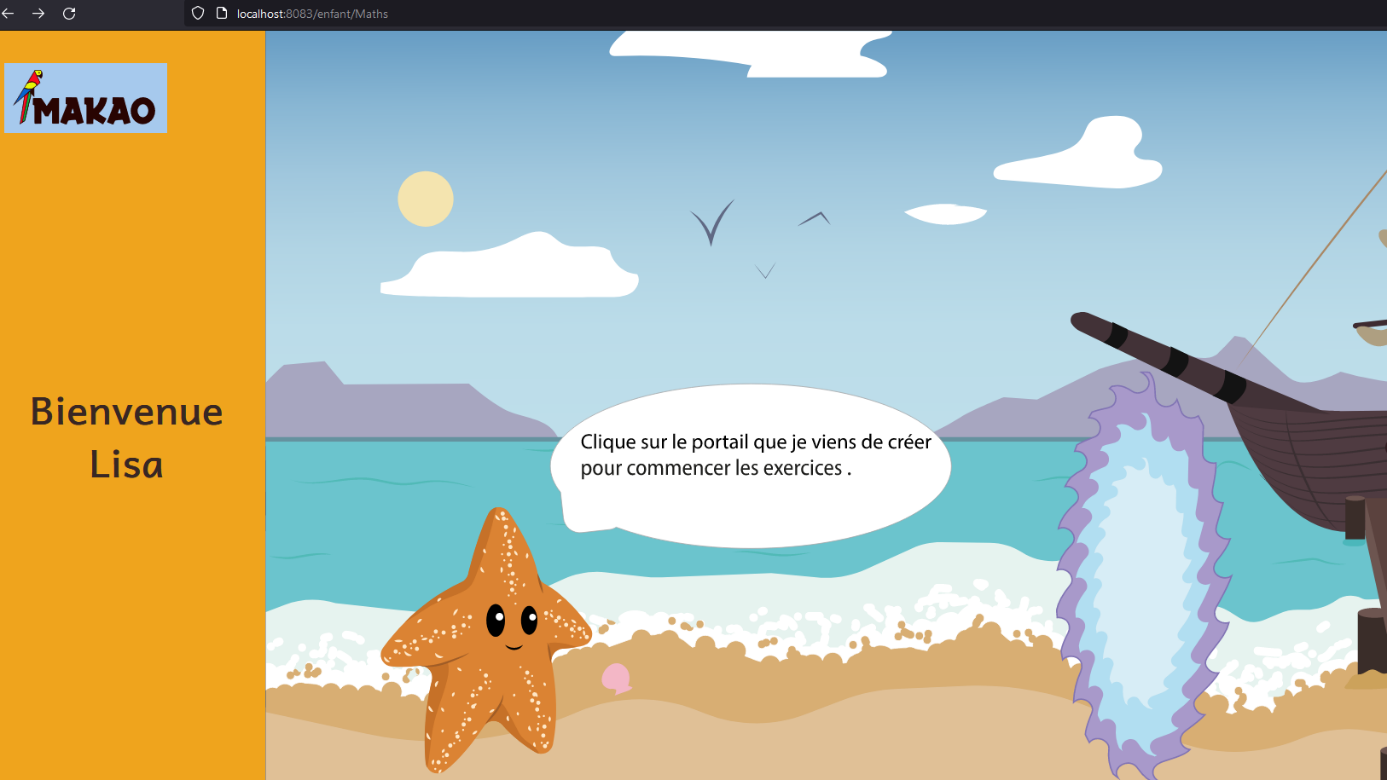 localhost:8083/enfant/Maths
MAKAO
Bienvenue
Lisa
Clique sur le portail que je viens de créer
pour commencer les exercices .